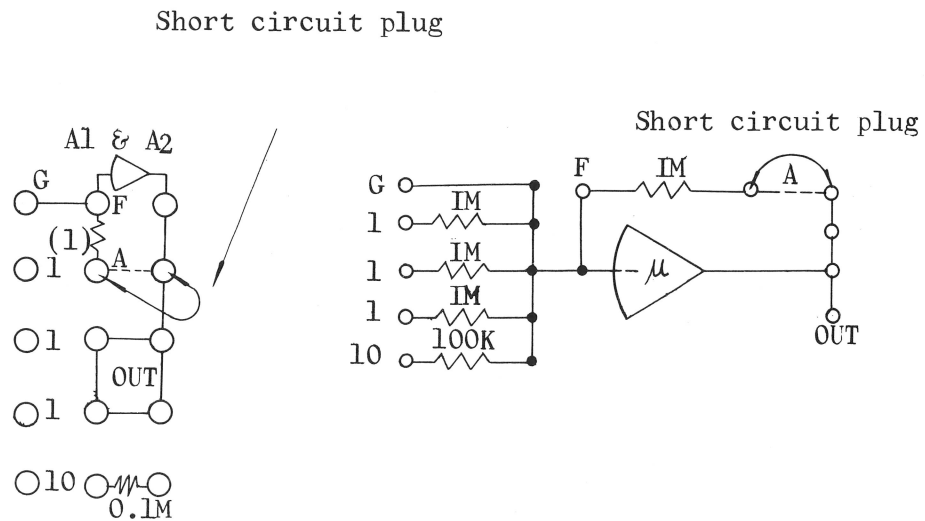 Short circuit plug
A1 & A2
G
F
(1)
A
1
1
OUT
1
10
0.1M
Short circuit plug
F
1M
A
G
1M
1
1M
1
μ
1M
1
100K
10
OUT